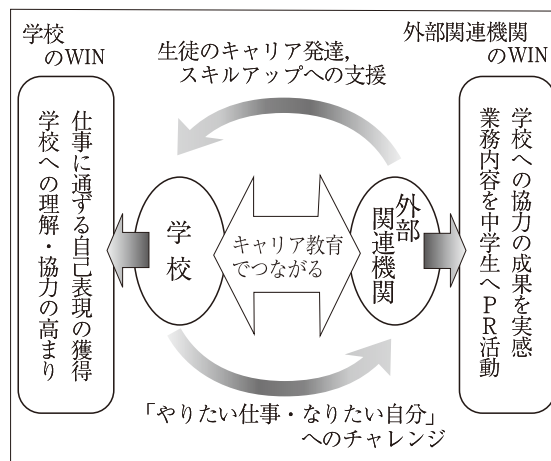 学校
のWIN
外部関連機関
のWIN
生徒のキャリア発達,
スキルアップへの支援
仕事に通ずる自己表現の獲得
学校への理解・協力の高まり
学校
キャリア教育
でつながる
外部
関連機関
学校への協力の成果を実感
業務内容を中学生へPR活動
「やりたい仕事・なりたい自分」
へのチャレンジ